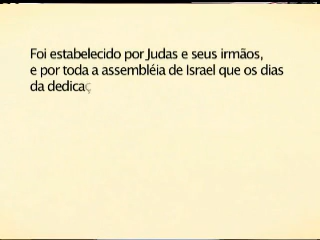 Foi estabelecido por Judas e seus irmãos,
e por toda a assembléia de Israel que os dias
da dedicaç